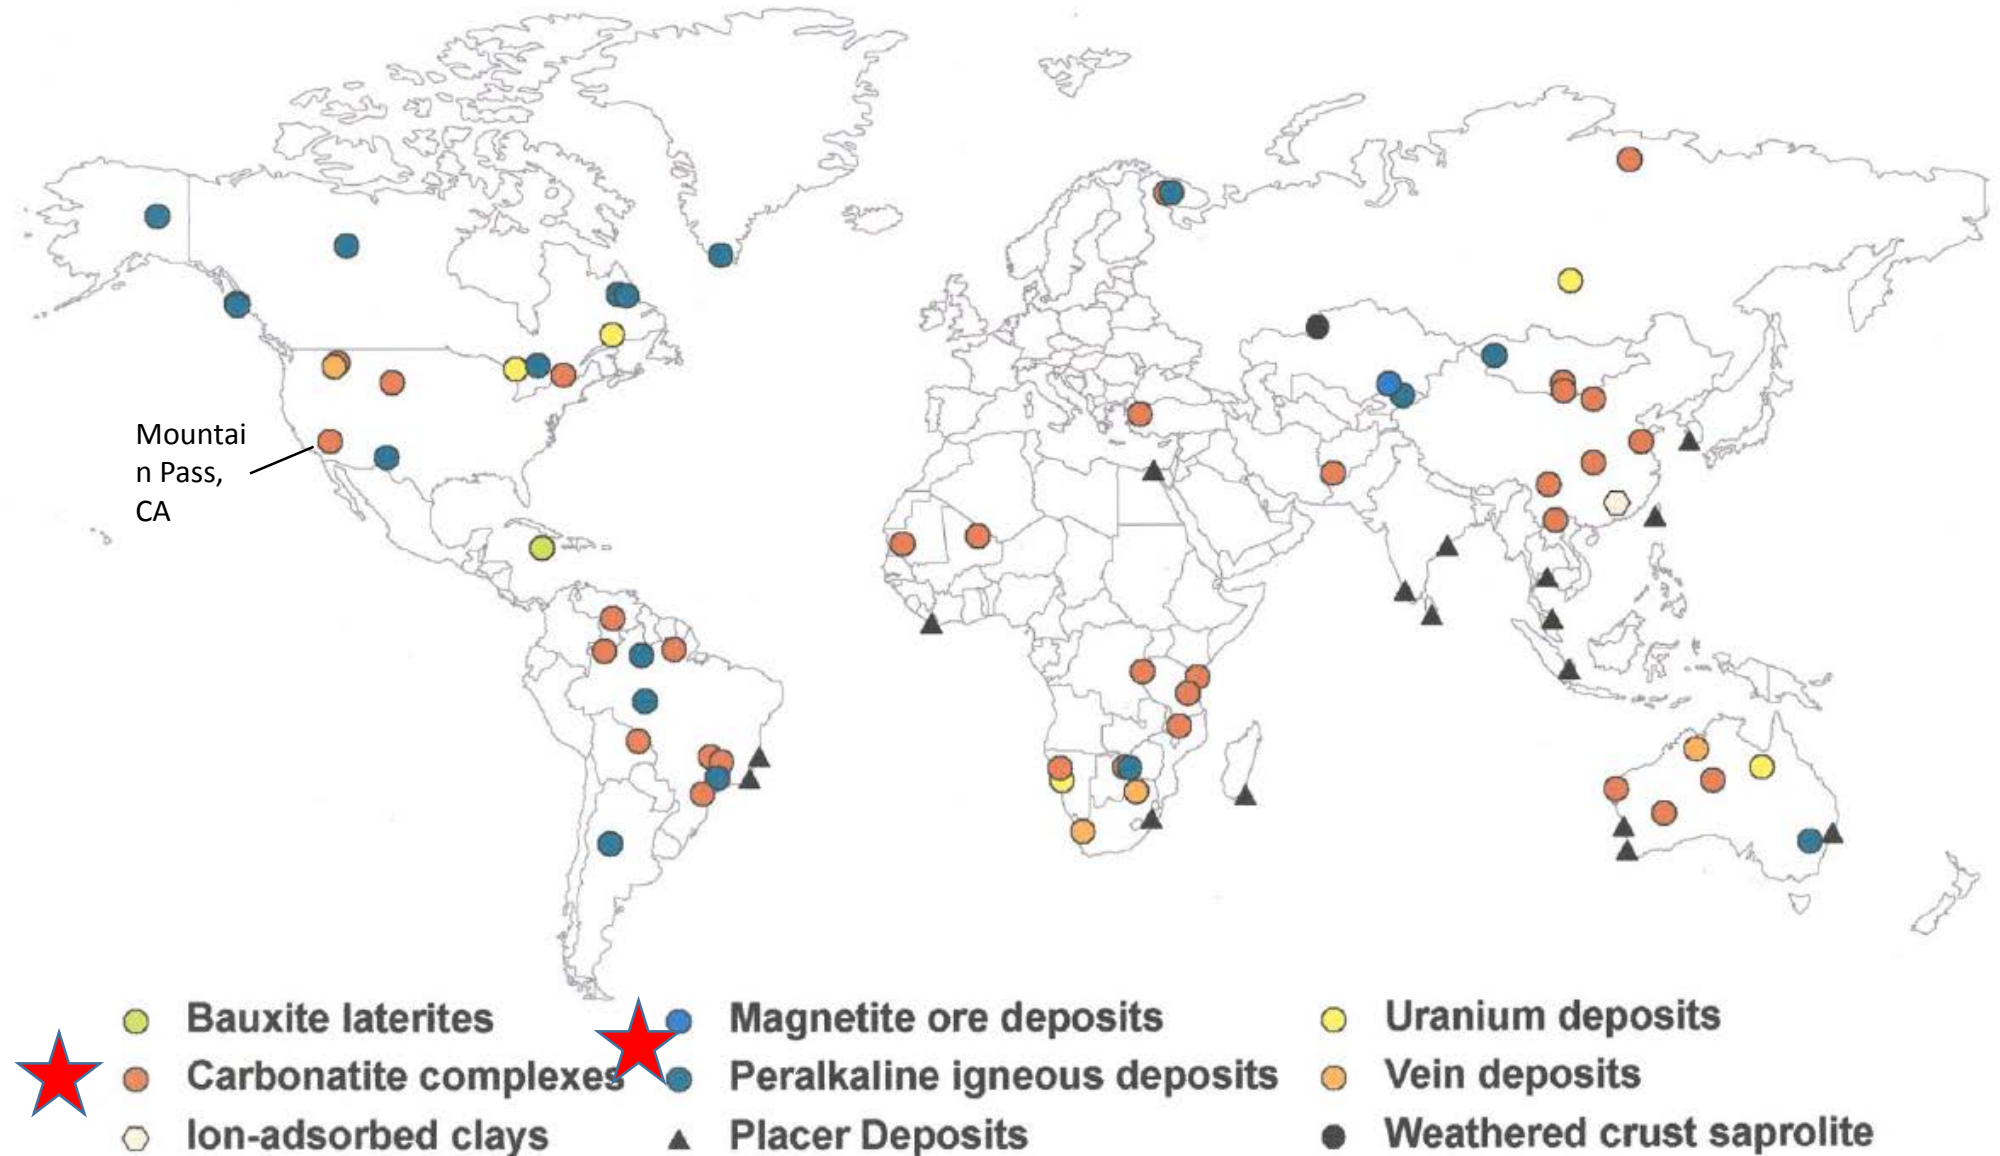 Mountai
n Pass,
CA
Bauxite laterites
Magnetite ore deposits
Uranium deposits
Carbonatite complexes
Peralkaline igneous deposits
Vein deposits
Ion-adsorbed clays
Placer Deposits
Weathered crust saprolite